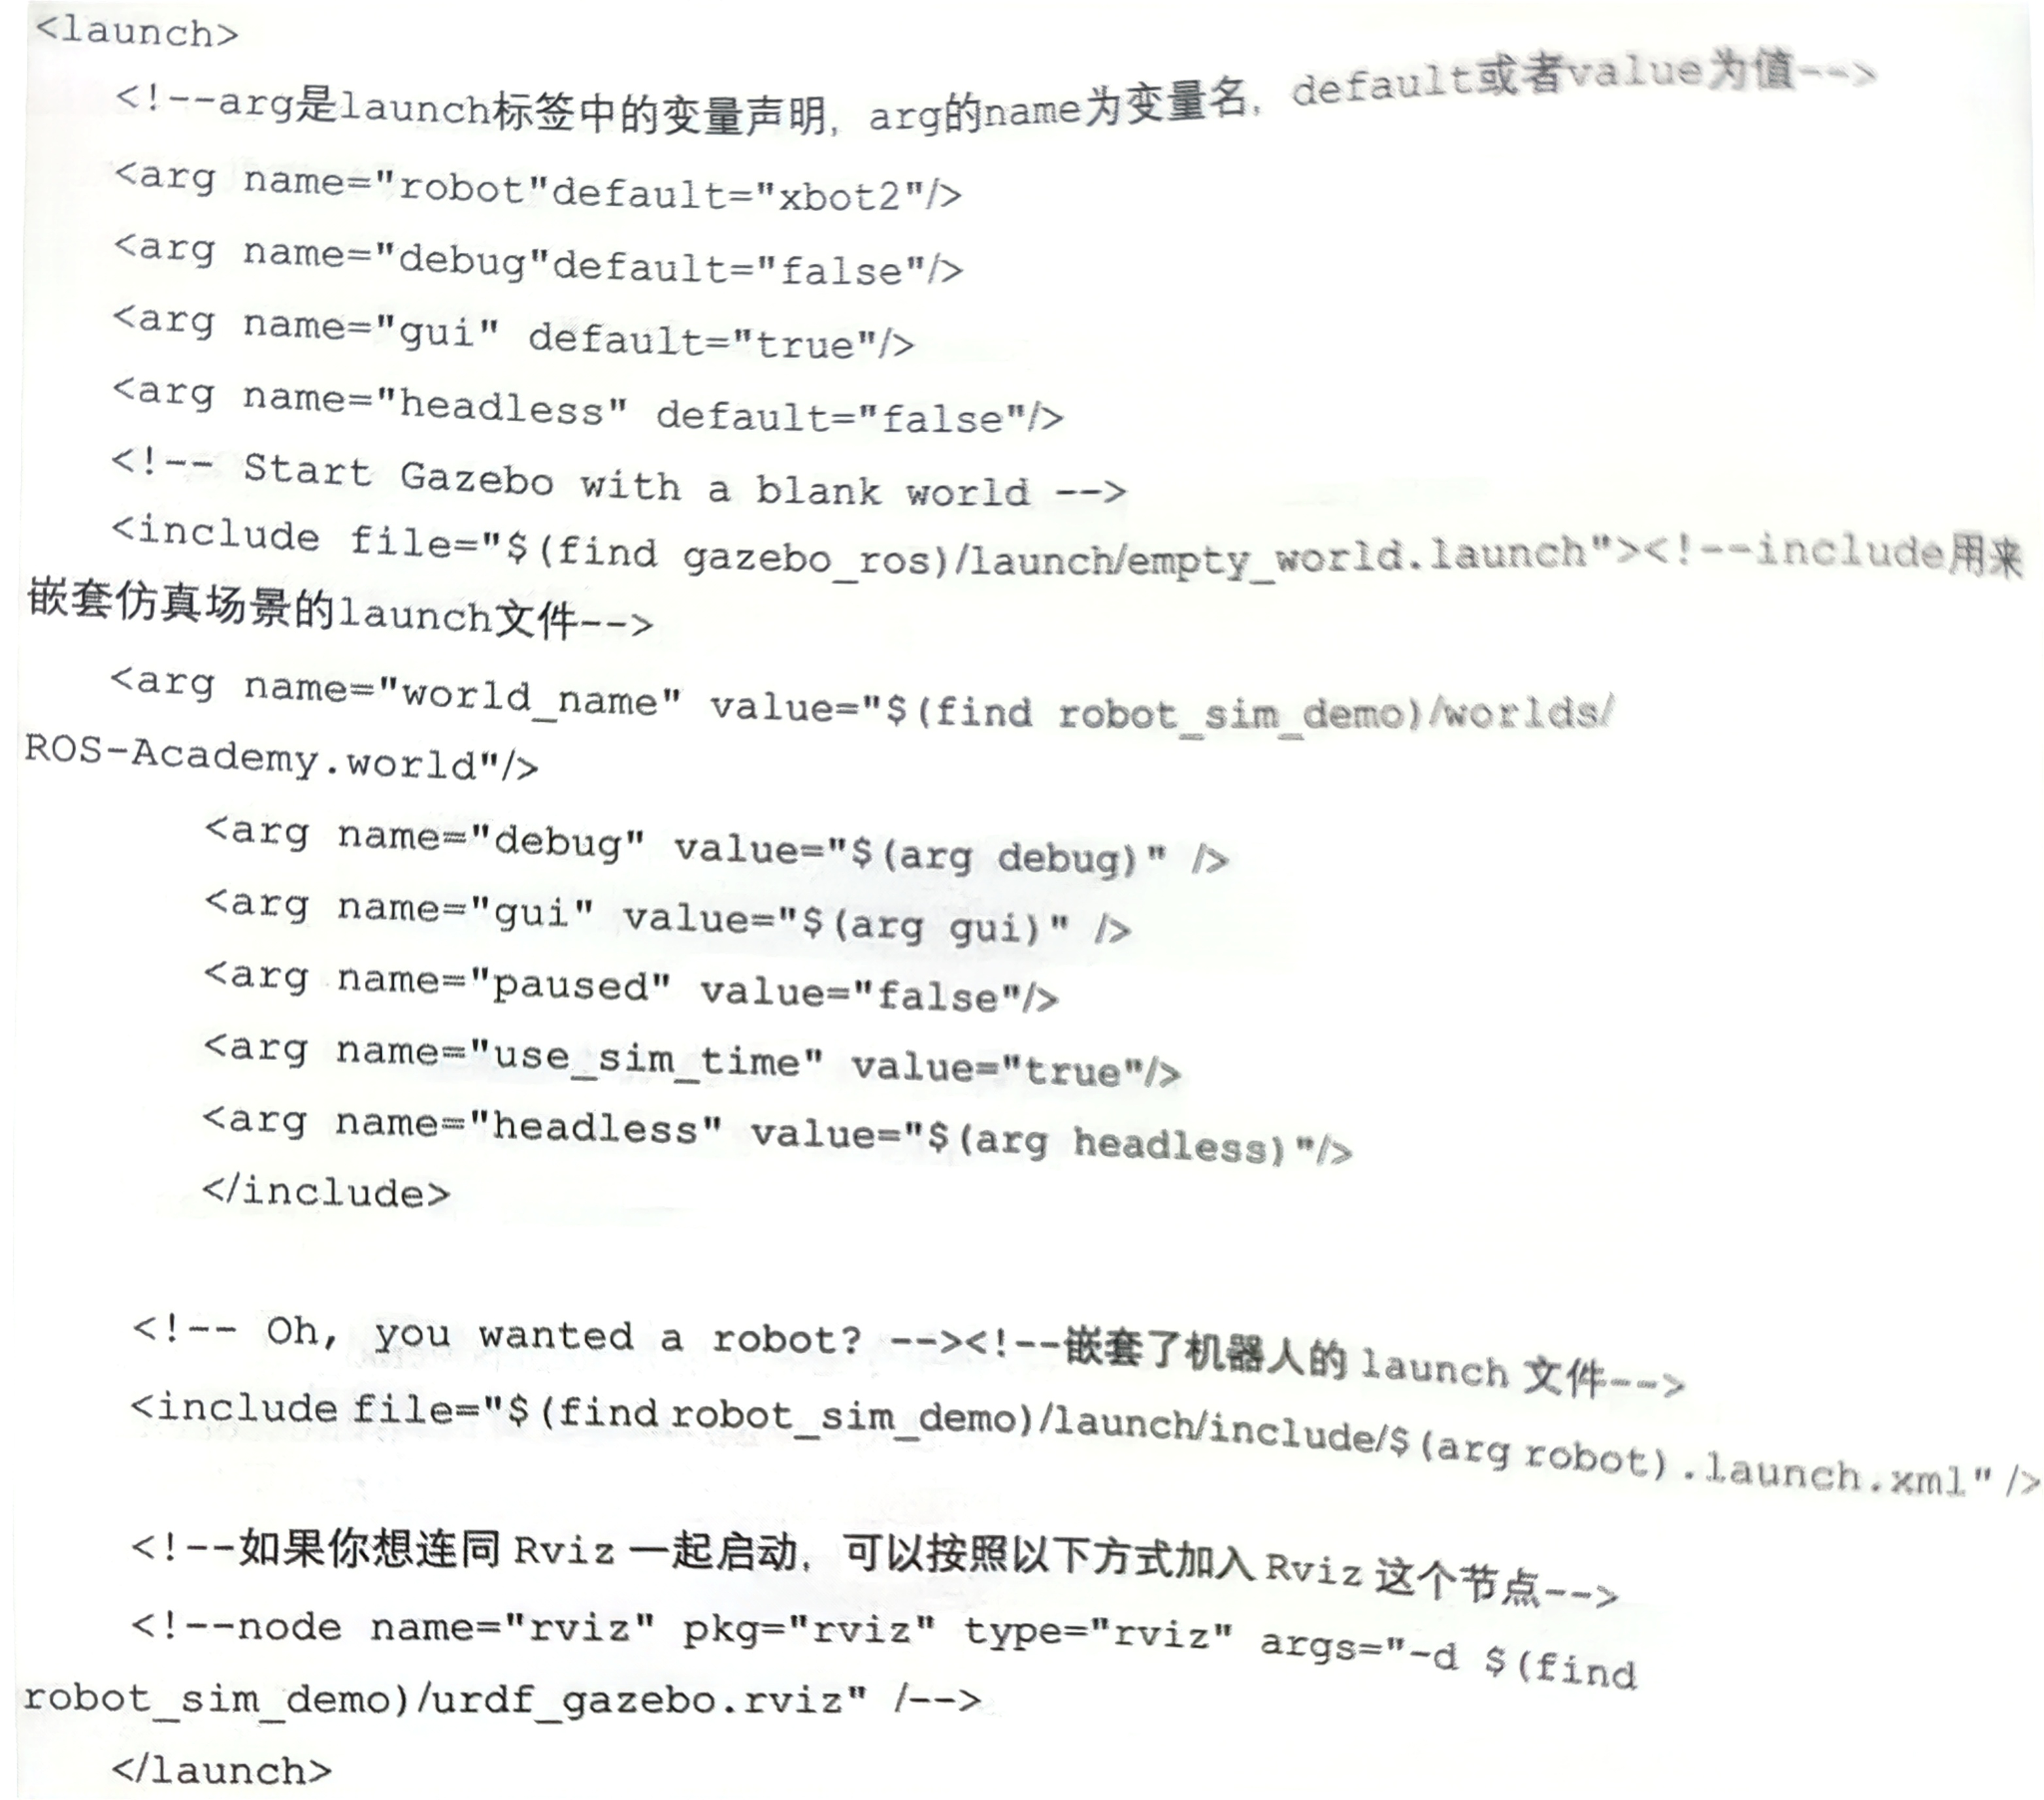 <launch>
<!--arg是launch标签中的变量声明, arg的name为变量名, default或者value为值-->
<arg name="robot"default="xbot2"/>
<arg name="debug"default="false"/>
<arg name="gui" default="true"/>
<arg name="headless" default="false"/>
<!-- Start Gazebo with a blank world -->
<include file="$(find gazebo_ros)/launch/empty_world.launch"><!--include用来
嵌套仿真场景的launch文件-->
<arg name="world_name" value="$(find robot_sim_demo)/worlds/
ROS-Academy.world"/>
<arg name="debug" value="$(arg debug)" />
<arg name="gui" value="$(arg gui)" />
<arg name="paused" value="false"/>
<arg name="use_sim_time" value="true"/>
<arg name="headless" value="$(arg headless)"/>
</include>
<!-- Oh, you wanted a robot? --><!--嵌套了机器人的 launch 文件-->
<include file="$(find robot_sim_demo)/launch/include/$(arg robot).launch.xml" />
<!--如果你想连同 Rviz 一起启动, 可以按照以下方式加入 Rviz 这个节点-->
<!--node name="rviz" pkg="rviz" type="rviz" args="-d $(find
robot_sim_demo)/urdf_gazebo.rviz" /-->
</launch>